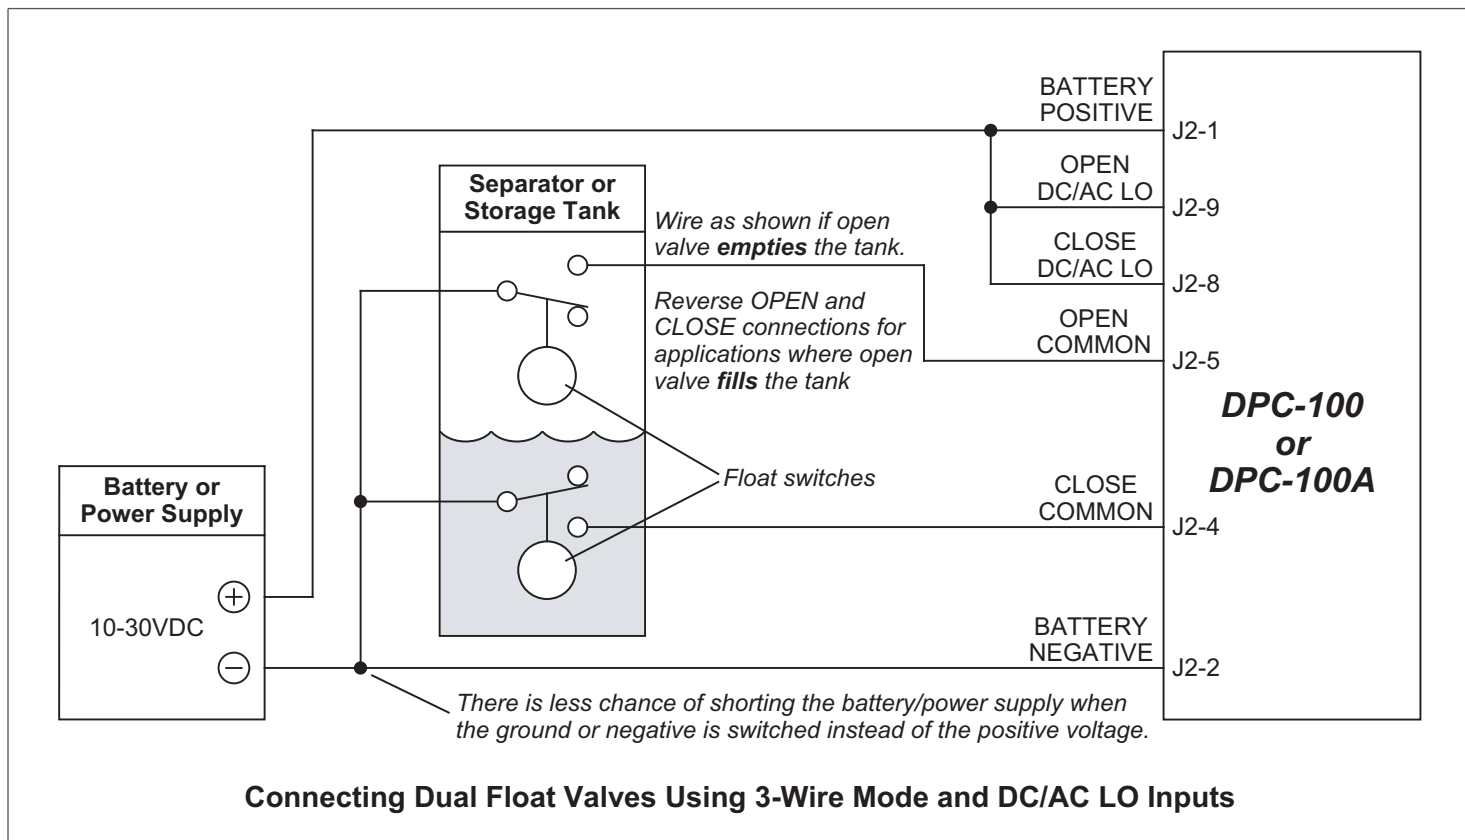 BATTERY
POSITIVE
J2-1
OPEN
DC/AC LO
J2-9
CLOSE
DC/AC LO
J2-8
OPEN
COMMON
J2-5
Separator or
Storage Tank
Wire as shown if open
valve empties the tank.
Reverse OPEN and
CLOSE connections for
applications where open
valve fills the tank
DPC-100
or
DPC-100A
Float switches
CLOSE
COMMON
J2-4
Battery or
Power Supply
+
10-30VDC
−
BATTERY
NEGATIVE
J2-2
There is less chance of shorting the battery/power supply when
the ground or negative is switched instead of the positive voltage.
Connecting Dual Float Valves Using 3-Wire Mode and DC/AC LO Inputs